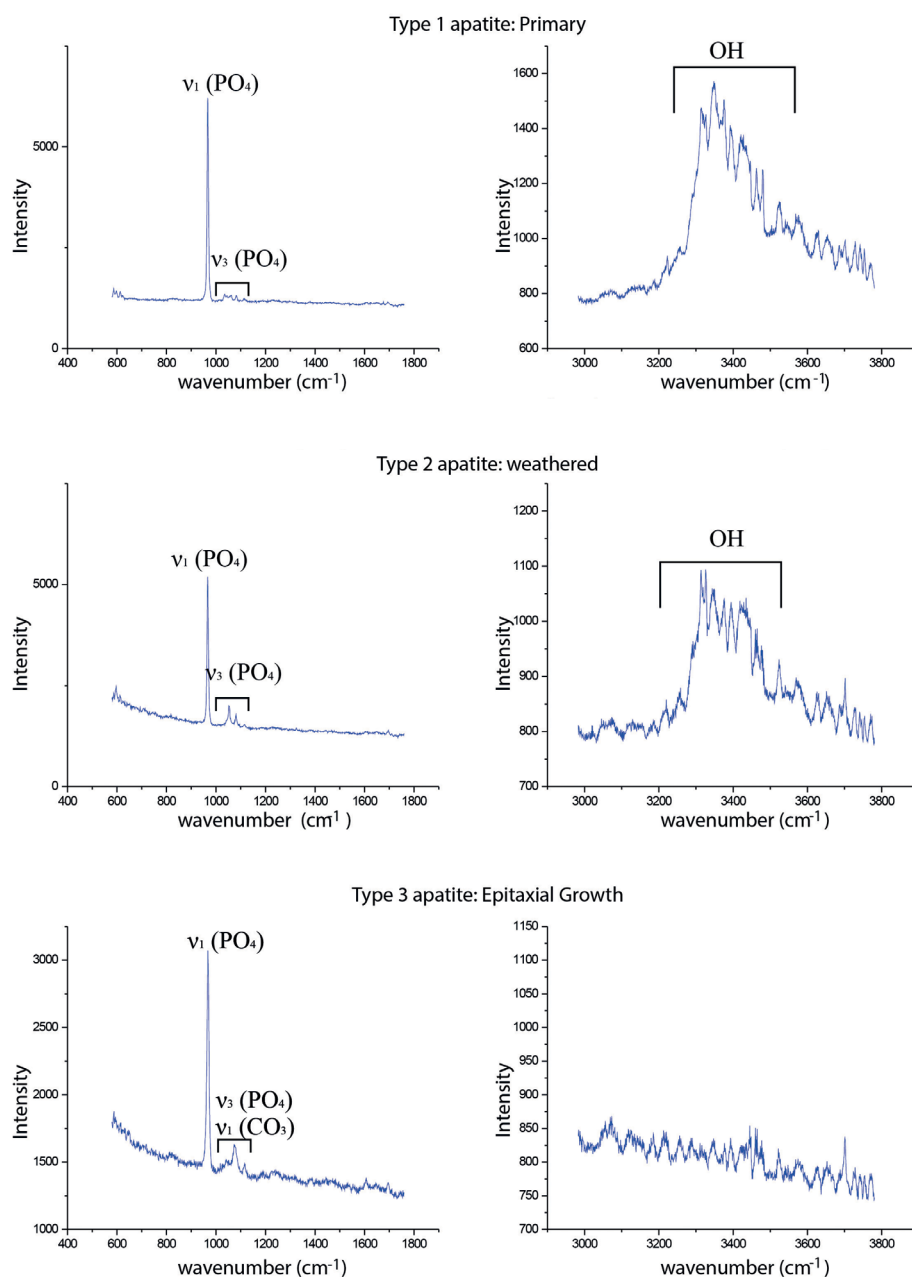 Type 1 apatite: Primary
ν₁ (PO₄)
ν₃ (PO₄)
5000
0
Intensity
400 600 800 1000 1200 1400 1600 1800
wavenumber (cm⁻¹)
OH
1600
1400
1200
1000
800
600
Intensity
3000 3200 3400 3600 3800
wavenumber (cm⁻¹)
Type 2 apatite: weathered
ν₁ (PO₄)
ν₃ (PO₄)
5000
0
Intensity
400 600 800 1000 1200 1400 1600 1800
wavenumber (cm¹ )
OH
1200
1100
1000
900
800
700
Intensity
3000 3200 3400 3600 3800
wavenumber (cm⁻¹)
Type 3 apatite: Epitaxial Growth
ν₁ (PO₄)
ν₃ (PO₄)
ν₁ (CO₃)
3000
2500
2000
1500
1000
Intensity
400 600 800 1000 1200 1400 1600 1800
wavenumber (cm⁻¹)
1150
1100
1050
1000
950
900
850
800
750
700
Intensity
3000 3200 3400 3600 3800
wavenumber (cm⁻¹)